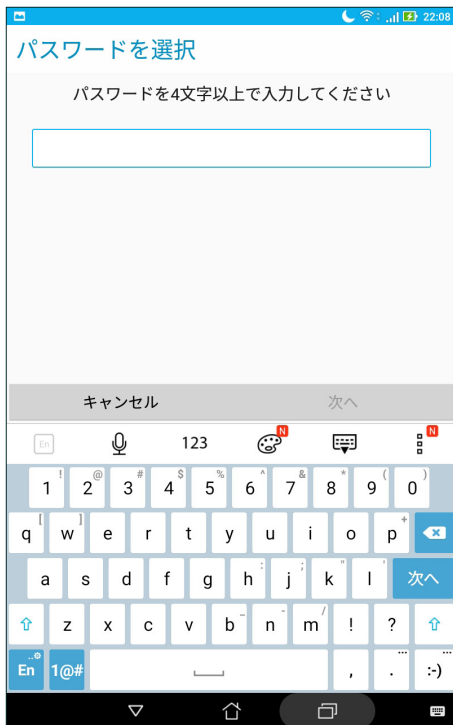 22:08
パスワードを選択
パスワードを4文字以上で入力してください
キャンセル 次へ
En 123 N N
1 ! 2 @ 3 # 4 $ 5 % 6 ^ 7 & 8 * 9 ( 0 )
q [ w ] e r t y u i o p +
a s d f g h : j ; k " l ' 次へ
z x c v b _ n - m / ! ?
En 1@# , . :-)